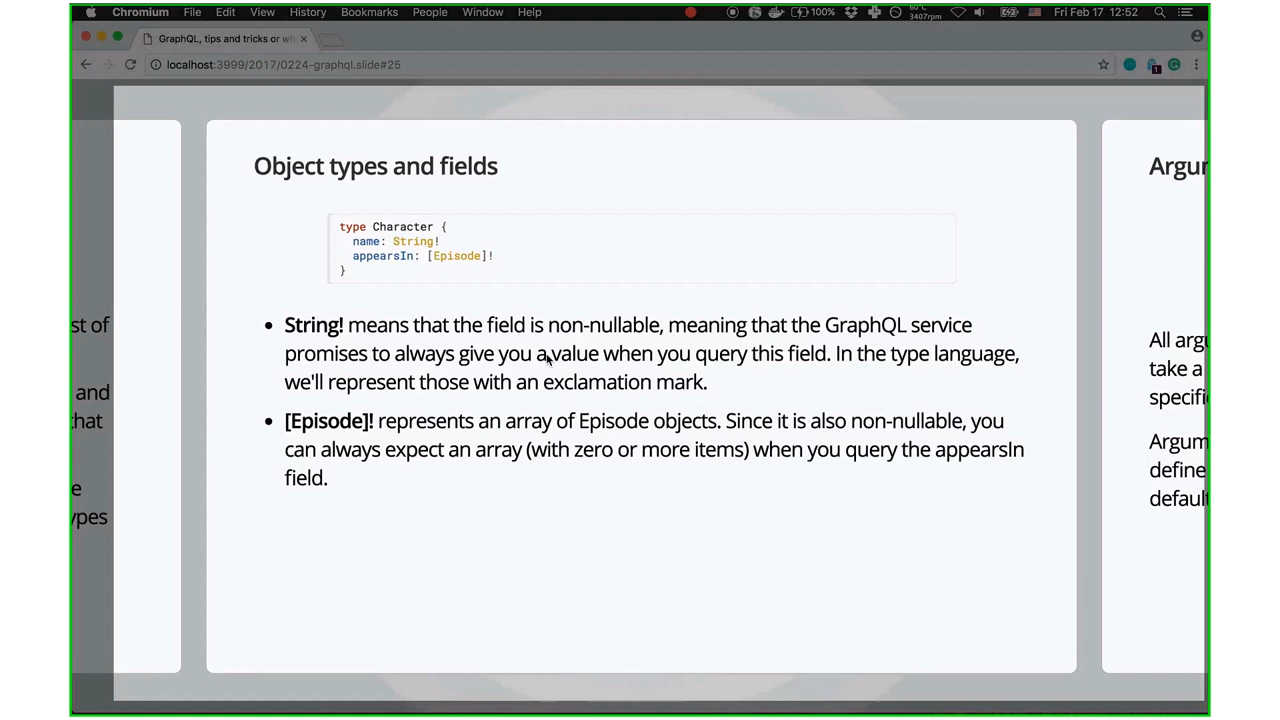 Chromium File Edit View History Bookmarks People Window Help 100% 60°C 3407rpm Fri Feb 17 12:52
GraphQL, tips and tricks or wh
localhost:3999/2017/0224-graphql.slide#25
Object types and fields
type Character {
name: String!
appearsIn: [Episode]!
}
• String! means that the field is non-nullable, meaning that the GraphQL service
promises to always give you a value when you query this field. In the type language,
we'll represent those with an exclamation mark.
• [Episode]! represents an array of Episode objects. Since it is also non-nullable, you
can always expect an array (with zero or more items) when you query the appearsIn
field.
st of
and
hat
e
ypes
Argur
All argu
take a
specifi
Argum
define
default